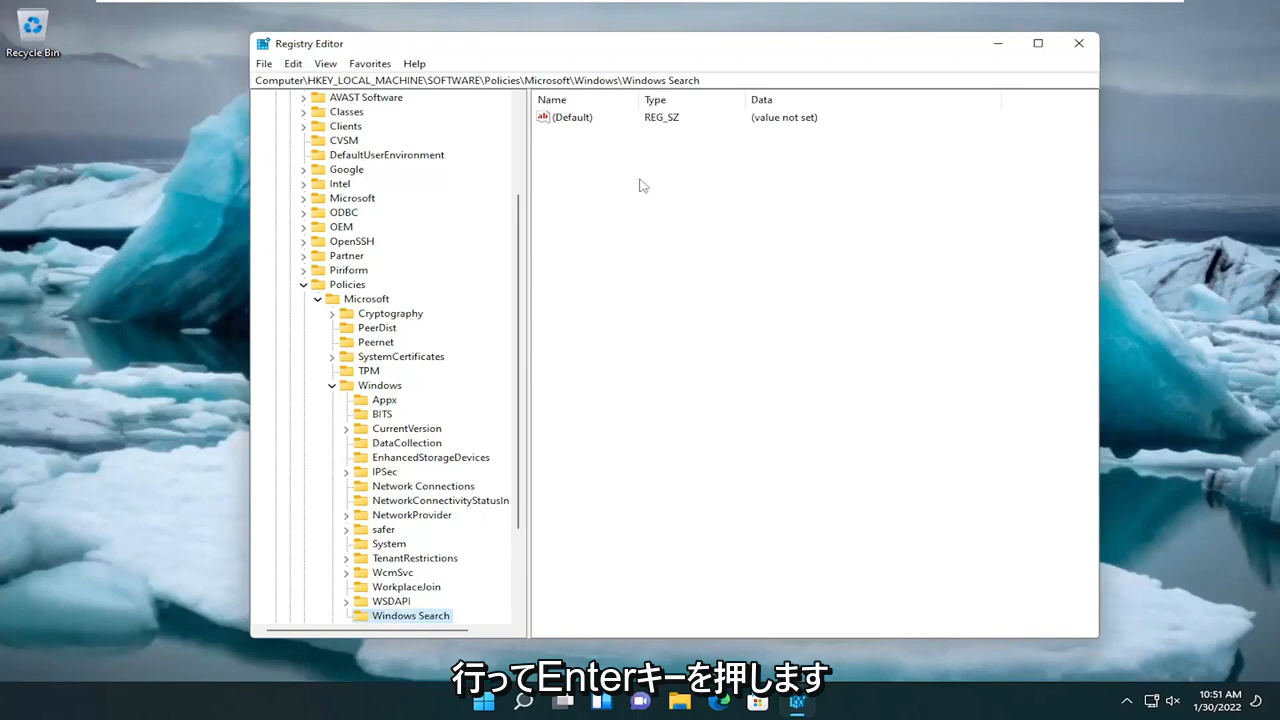 Recycle Bin
Registry Editor
File Edit View Favorites Help
Computer\HKEY_LOCAL_MACHINE\SOFTWARE\Policies\Microsoft\Windows\Windows Search
AVAST Software
Classes
Clients
CVSM
DefaultUserEnvironment
Google
Intel
Microsoft
ODBC
OEM
OpenSSH
Partner
Piriform
Policies
Microsoft
Cryptography
PeerDist
Peernet
SystemCertificates
TPM
Windows
Appx
BITS
CurrentVersion
DataCollection
EnhancedStorageDevices
IPSec
Network Connections
NetworkConnectivityStatusIn
NetworkProvider
safer
System
TenantRestrictions
WcmSvc
WorkplaceJoin
WSDAPI
Windows Search
Name Type Data
ab (Default) REG_SZ (value not set)
行ってEnterキーを押します
10:51 AM
1/30/2022